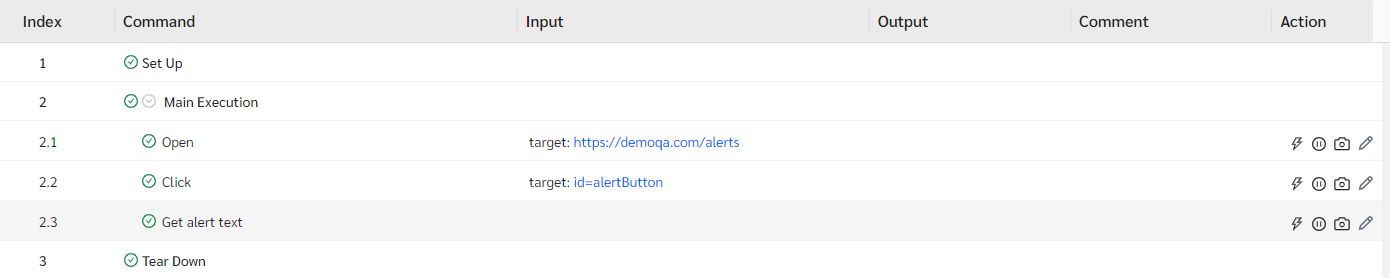 Index Command Input Output Comment Action
1 Set Up
2 Main Execution
2.1 Open target: https://demoqa.com/alerts
2.2 Click target: id=alertButton
2.3 Get alert text
3 Tear Down